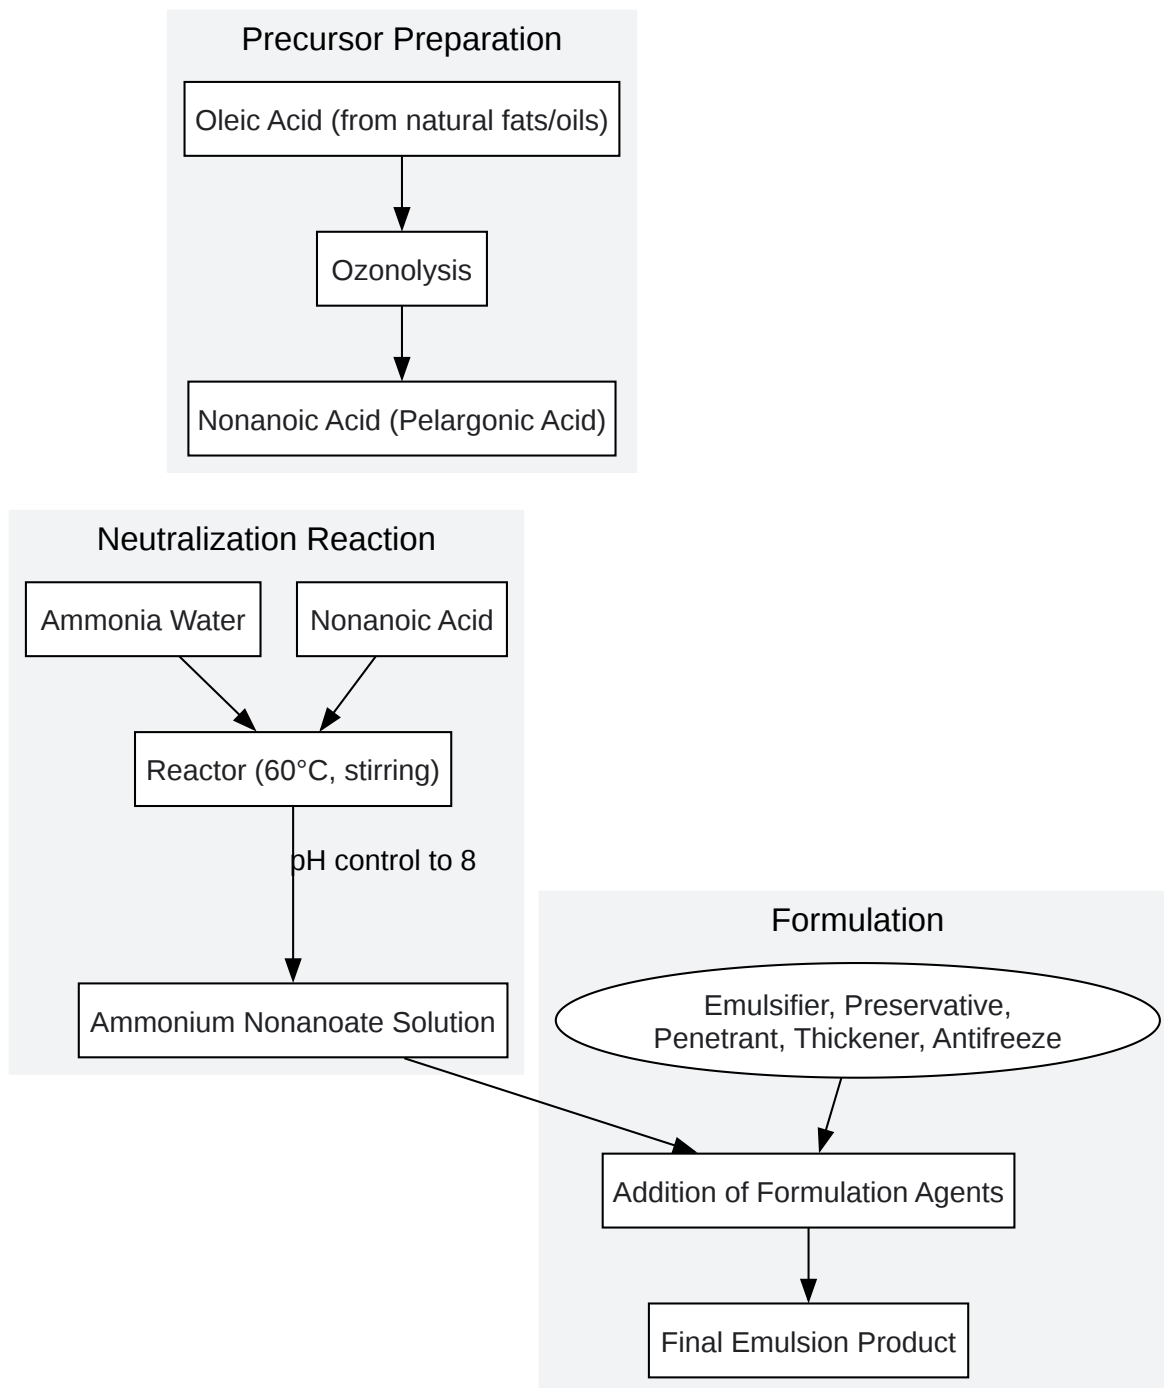 Precursor Preparation
Oleic Acid (from natural fats/oils)
Ozonolysis
Nonanoic Acid (Pelargonic Acid)
Neutralization Reaction
Ammonia Water
Nonanoic Acid
Reactor (60°C, stirring)
pH control to 8
Ammonium Nonanoate Solution
Formulation
Emulsifier, Preservative,
Penetrant, Thickener, Antifreeze
Addition of Formulation Agents
Final Emulsion Product